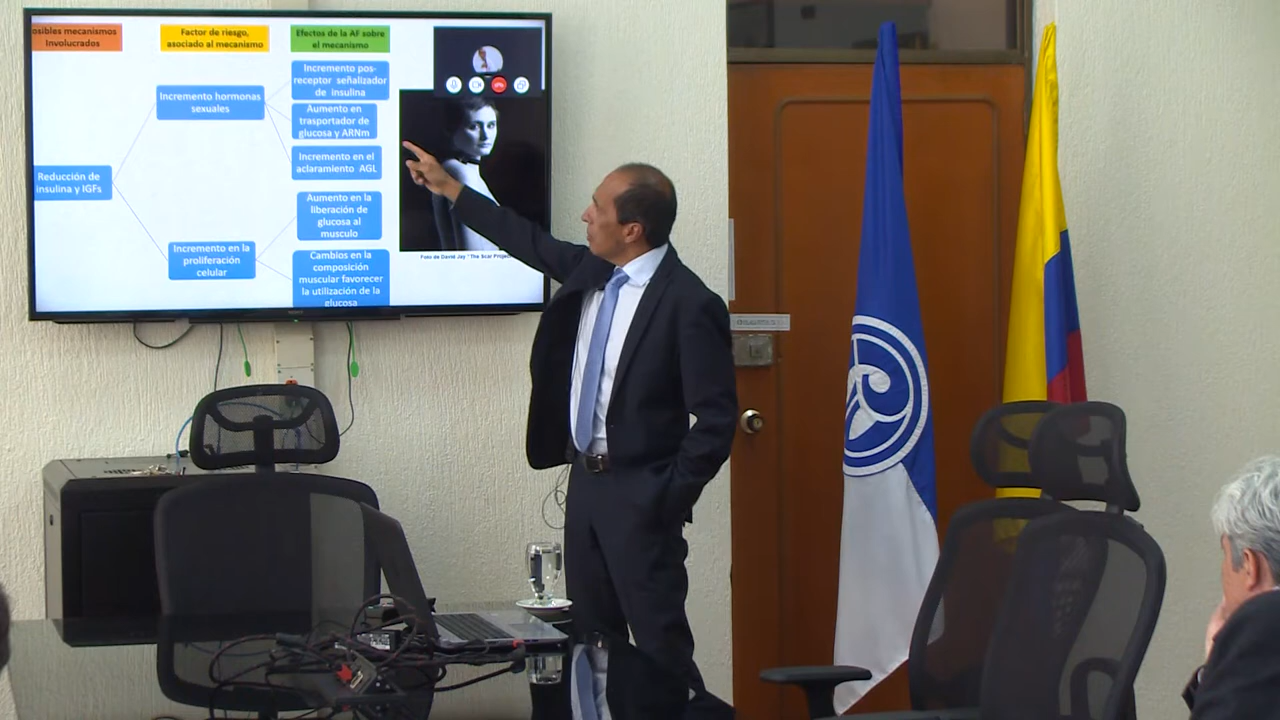 osibles mecanismos
Involucrados
Factor de riesgo,
asociado al mecanismo
Efectos de la AF sobre
el mecanismo
Reducción de
insulina y IGFs
Incremento hormonas
sexuales
Incremento en la
proliferación
celular
Incremento pos-
receptor señalizador
de insulina
Aumento en
trasportador de
glucosa y ARNm
Incremento en el
aclaramiento AGL
Aumento en la
liberación de
glucosa al
musculo
Cambios en la
composición
muscular favorecer
la utilización de la
glucosa
Foto de David Jay "The Scar Project
SONY